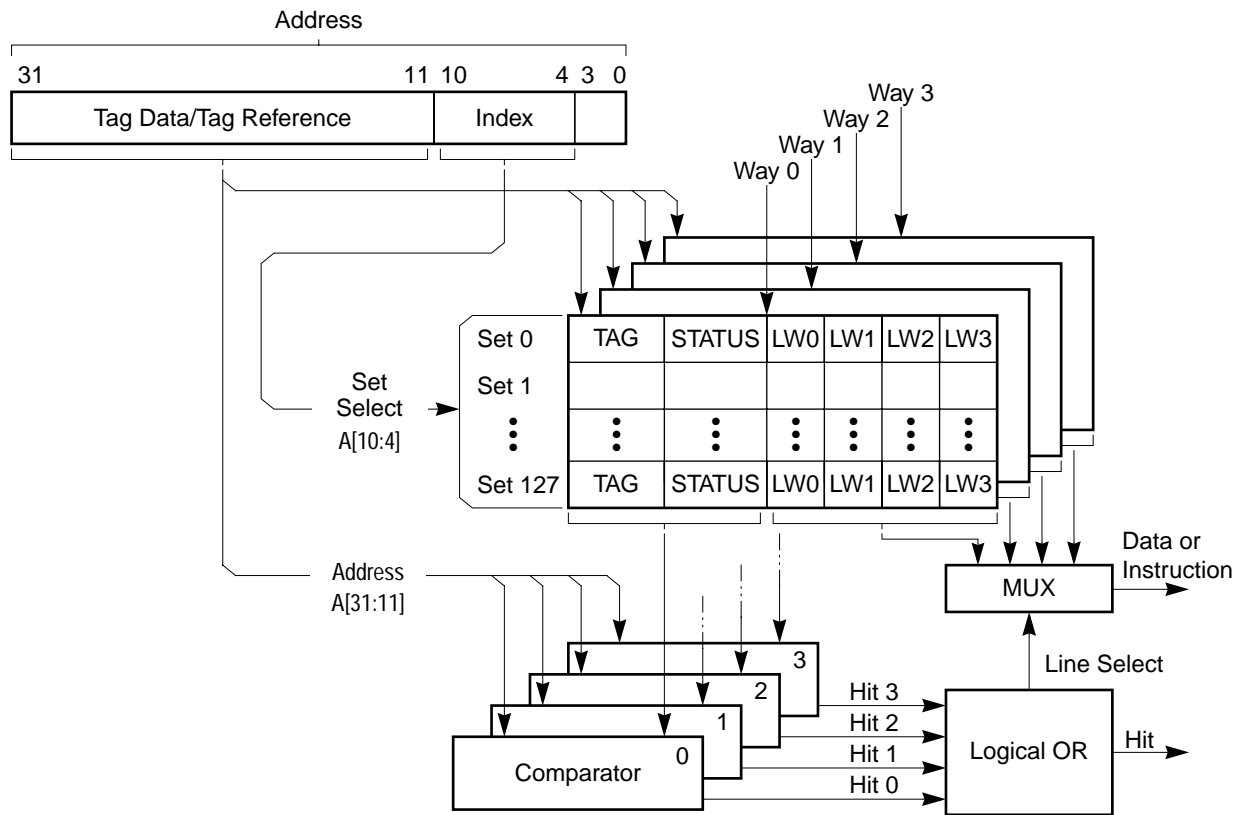 Address
31 11 10 4 3 0
Tag Data/Tag Reference Index
Way 3
Way 2
Way 1
Way 0
Set 0 TAG STATUS LW0 LW1 LW2 LW3
Set 1
Set
Select
A[10:4]
Set 127 TAG STATUS LW0 LW1 LW2 LW3
Address
A[31:11]
Data or
Instruction
MUX
Line Select
3
2
1
0
Comparator
Hit 3
Hit 2
Hit 1
Hit 0
Logical OR
Hit